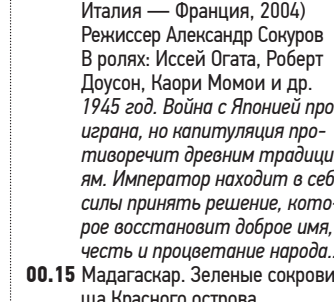 Италия — Франция, 2004)
Режиссер Александр Сокуров
В ролях: Иссей Огата, Роберт
Доусон, Каори Момои и др.
1945 год. Война с Японией про
играна, но капитуляция про-
тиворечит древним традици
ям. Император находит в себ
силы принять решение, кото-
рое восстановит доброе имя,
честь и процветание народа..
00.15 Мадагаскар. Зеленые сокрови
ща Красного острова